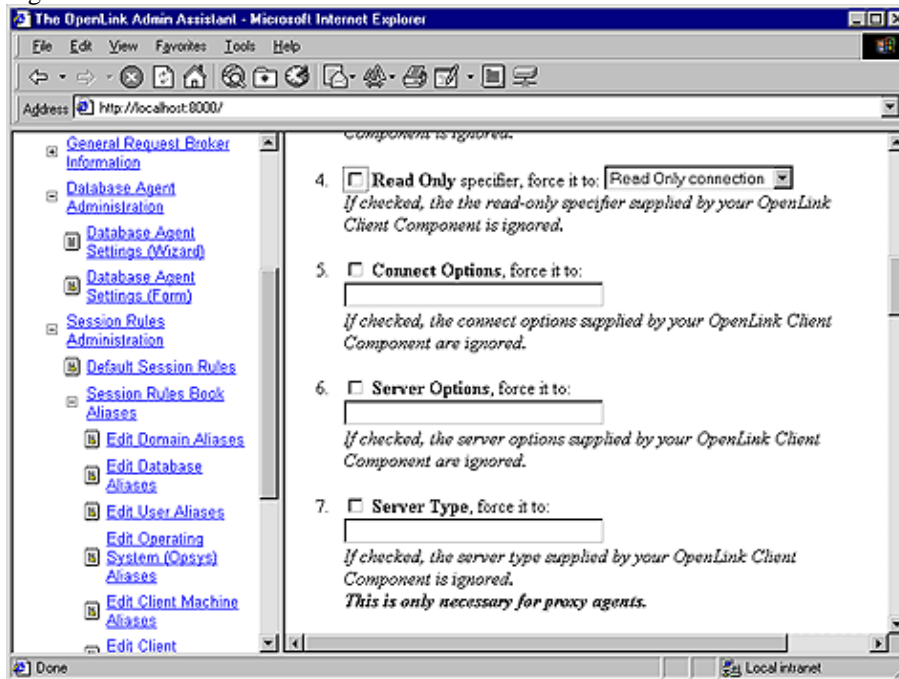 The OpenLink Admin Assistant - Microsoft Internet Explorer
File Edit View Favorites Tools Help
Address http://localhost:8000/
General Request Broker
Information
Database Agent
Administration
Database Agent
Settings (Wizard)
Database Agent
Settings (Form)
Session Rules
Administration
Default Session Rules
Session Rules Book
Aliases
Edit Domain Aliases
Edit Database
Aliases
Edit User Aliases
Edit Operating
System (Opsys)
Aliases
Edit Client Machine
Aliases
Edit Client
Component is ignored.
4. Read Only specifier, force it to: Read Only connection
If checked, the the read-only specifier supplied by your OpenLink
Client Component is ignored.
5. Connect Options, force it to:
If checked, the connect options supplied by your OpenLink Client
Component are ignored.
6. Server Options, force it to:
If checked, the server options supplied by your OpenLink Client
Component are ignored.
7. Server Type, force it to:
If checked, the server type supplied by your OpenLink Client
Component is ignored.
This is only necessary for proxy agents.
Done
Local intranet